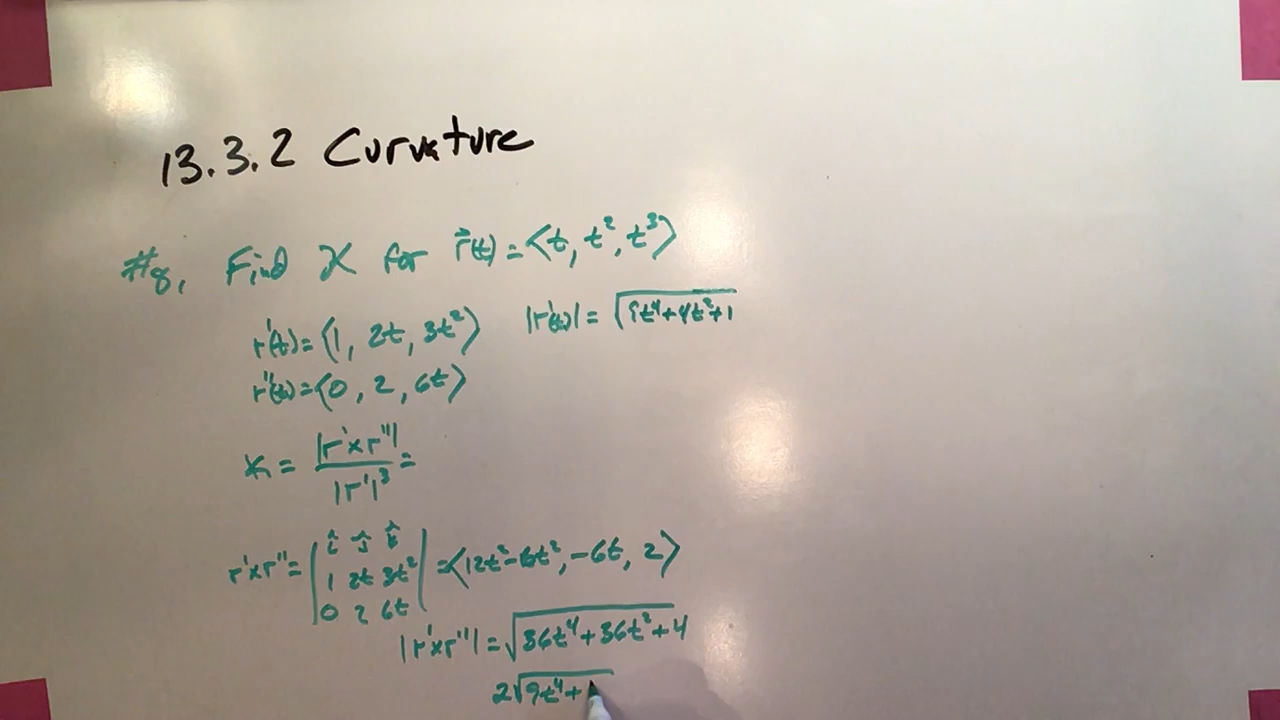 13.3.2 Curvature
#8, Find K for r⃗(t) = <t, t², t³>
r'(t) = <1, 2t, 3t²> |r'(t)| = √(9t⁴+4t²+1
r''(t) = <0, 2, 6t>
K = |r'×r''| / |r'|³ =
r'×r'' = | î ĵ k̂ | = <12t²-6t², -6t, 2>
| 1 2t 3t² |
| 0 2 6t |
|r'×r''| = √(36t⁴+36t²+4
2√(9t⁴+